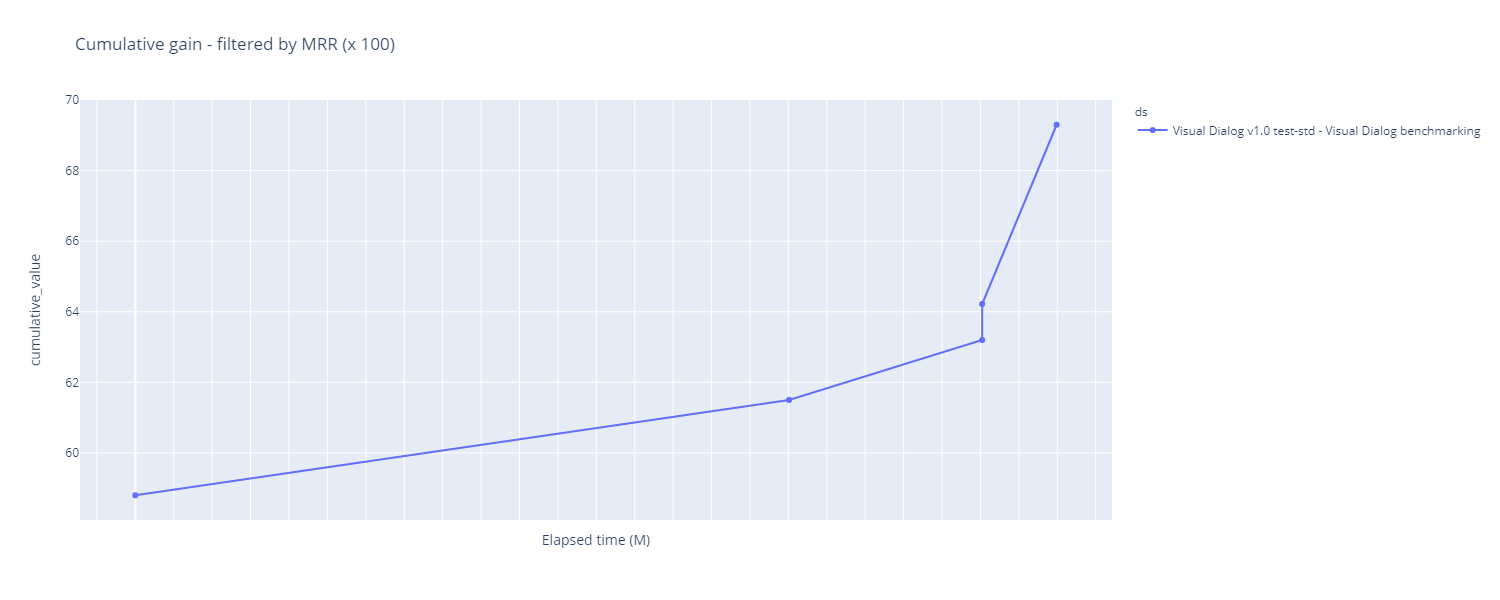 Cumulative gain - filtered by MRR (x 100)
70
68
66
64
62
60
cumulative_value
Elapsed time (M)
ds
Visual Dialog v1.0 test-std - Visual Dialog benchmarking